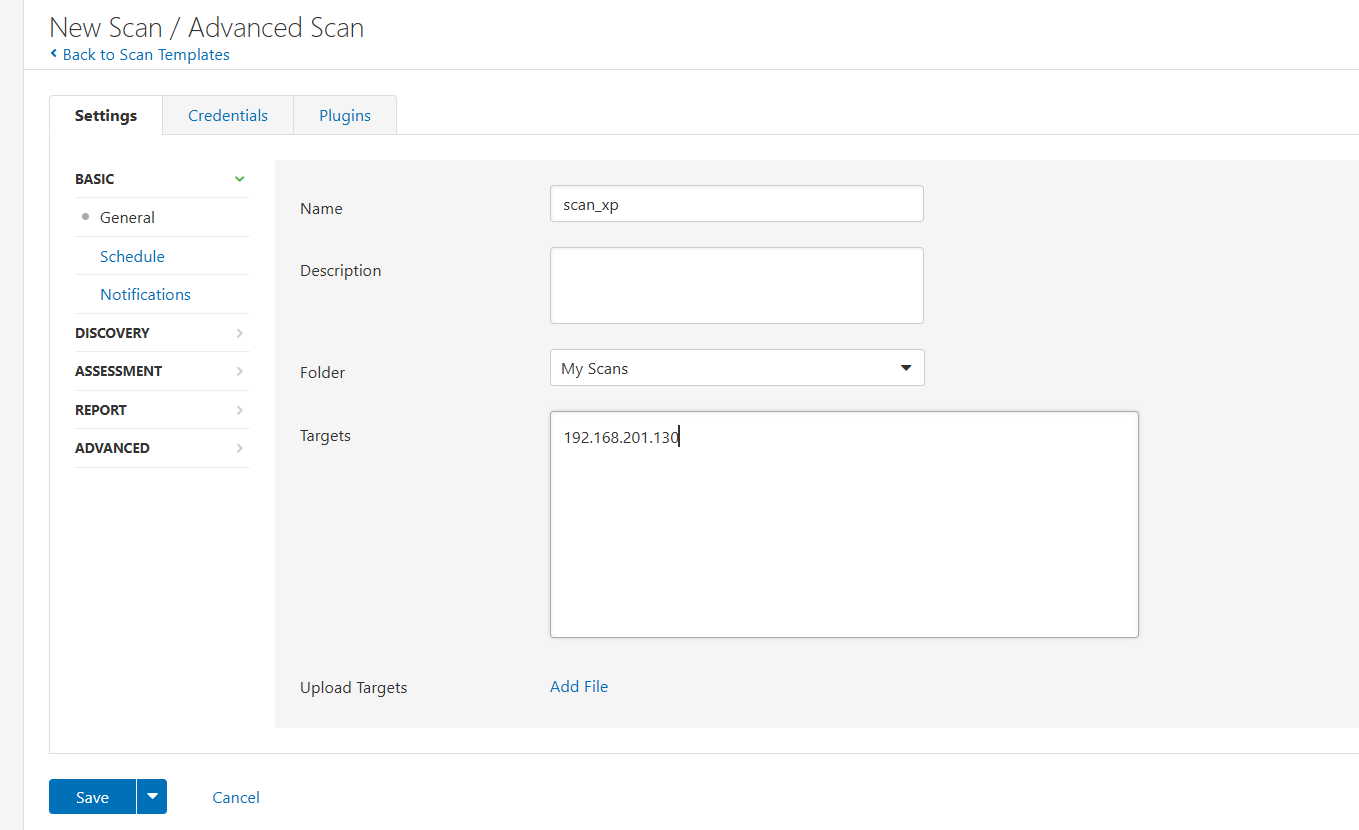 New Scan / Advanced Scan
Back to Scan Templates
Settings
Credentials
Plugins
BASIC
General
Schedule
Notifications
DISCOVERY
ASSESSMENT
REPORT
ADVANCED
Name
scan_xp
Description
Folder
My Scans
Targets
192.168.201.130
Upload Targets
Add File
Save
Cancel